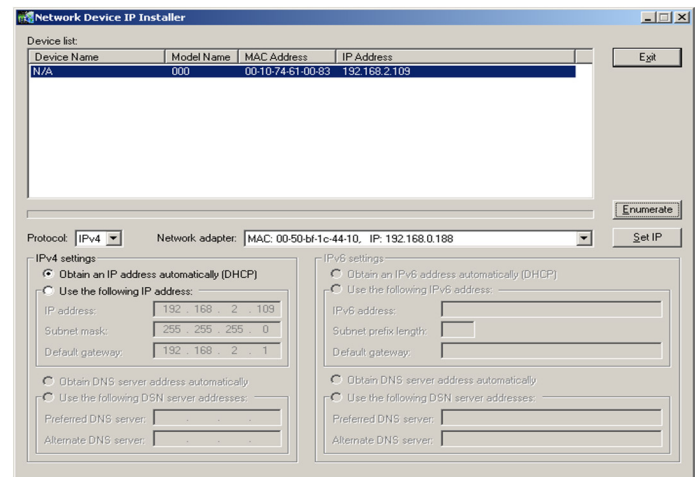 Network Device IP Installer
Device list:
Device Name Model Name MAC Address IP Address
N/A 000 00-10-74-61-00-83 192.168.2.109
Exit
Enumerate
Protocol: IPv4 Network adapter: MAC: 00-50-bf-1c-44-10, IP: 192.168.0.188 Set IP
IPv4 settings
Obtain an IP address automatically (DHCP)
Use the following IP address:
IP address: 192 . 168 . 2 . 109
Subnet mask: 255 . 255 . 255 . 0
Default gateway: 192 . 168 . 2 . 1
Obtain DNS server address automatically
Use the following DSN server addresses:
Preferred DNS server: . . .
Alternate DNS server: . . .
IPv6 settings
Obtain an IPv6 address automatically (DHCP)
Use the following IPv6 address:
IPv6 address:
Subnet prefix length:
Default gateway:
Obtain DNS server address automatically
Use the following DSN server addresses:
Preferred DNS server:
Alternate DNS server: